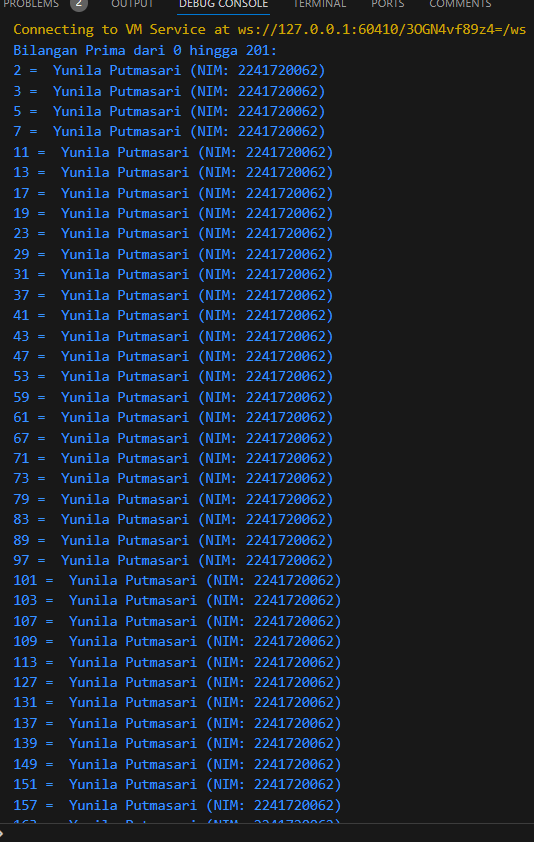 PROBLEMS 2 OUTPUT DEBUG CONSOLE TERMINAL PORTS COMMENTS
Connecting to VM Service at ws://127.0.0.1:60410/3OGN4vf89z4=/ws
Bilangan Prima dari 0 hingga 201:
2 =  Yunila Putmasari (NIM: 2241720062)
3 =  Yunila Putmasari (NIM: 2241720062)
5 =  Yunila Putmasari (NIM: 2241720062)
7 =  Yunila Putmasari (NIM: 2241720062)
11 =  Yunila Putmasari (NIM: 2241720062)
13 =  Yunila Putmasari (NIM: 2241720062)
17 =  Yunila Putmasari (NIM: 2241720062)
19 =  Yunila Putmasari (NIM: 2241720062)
23 =  Yunila Putmasari (NIM: 2241720062)
29 =  Yunila Putmasari (NIM: 2241720062)
31 =  Yunila Putmasari (NIM: 2241720062)
37 =  Yunila Putmasari (NIM: 2241720062)
41 =  Yunila Putmasari (NIM: 2241720062)
43 =  Yunila Putmasari (NIM: 2241720062)
47 =  Yunila Putmasari (NIM: 2241720062)
53 =  Yunila Putmasari (NIM: 2241720062)
59 =  Yunila Putmasari (NIM: 2241720062)
61 =  Yunila Putmasari (NIM: 2241720062)
67 =  Yunila Putmasari (NIM: 2241720062)
71 =  Yunila Putmasari (NIM: 2241720062)
73 =  Yunila Putmasari (NIM: 2241720062)
79 =  Yunila Putmasari (NIM: 2241720062)
83 =  Yunila Putmasari (NIM: 2241720062)
89 =  Yunila Putmasari (NIM: 2241720062)
97 =  Yunila Putmasari (NIM: 2241720062)
101 =  Yunila Putmasari (NIM: 2241720062)
103 =  Yunila Putmasari (NIM: 2241720062)
107 =  Yunila Putmasari (NIM: 2241720062)
109 =  Yunila Putmasari (NIM: 2241720062)
113 =  Yunila Putmasari (NIM: 2241720062)
127 =  Yunila Putmasari (NIM: 2241720062)
131 =  Yunila Putmasari (NIM: 2241720062)
137 =  Yunila Putmasari (NIM: 2241720062)
139 =  Yunila Putmasari (NIM: 2241720062)
149 =  Yunila Putmasari (NIM: 2241720062)
151 =  Yunila Putmasari (NIM: 2241720062)
157 =  Yunila Putmasari (NIM: 2241720062)